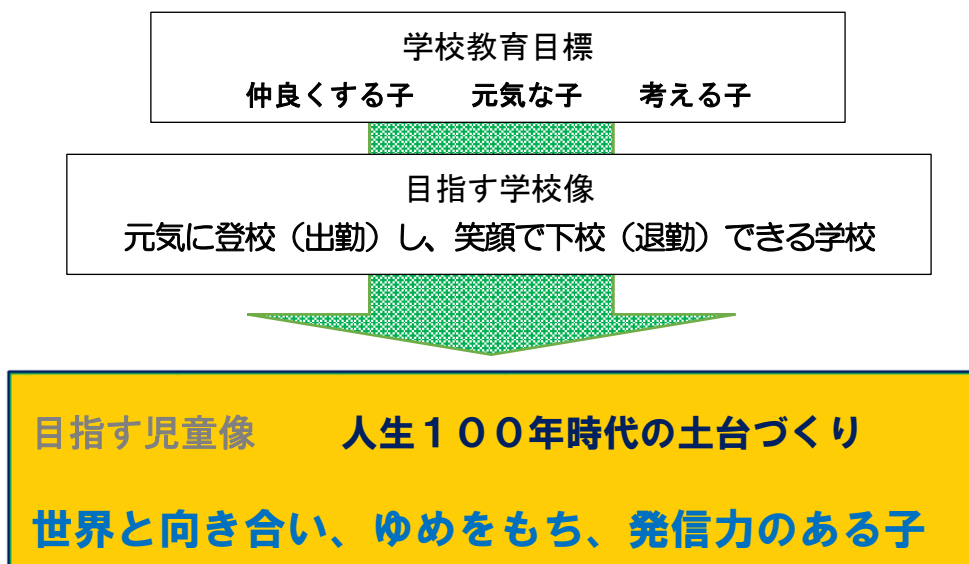 学校教育目標
仲良くする子　　元気な子　　考える子
目指す学校像
元気に登校（出勤）し、笑顔で下校（退勤）できる学校
目指す児童像　　人生１００年時代の土台づくり
世界と向き合い、ゆめをもち、発信力のある子